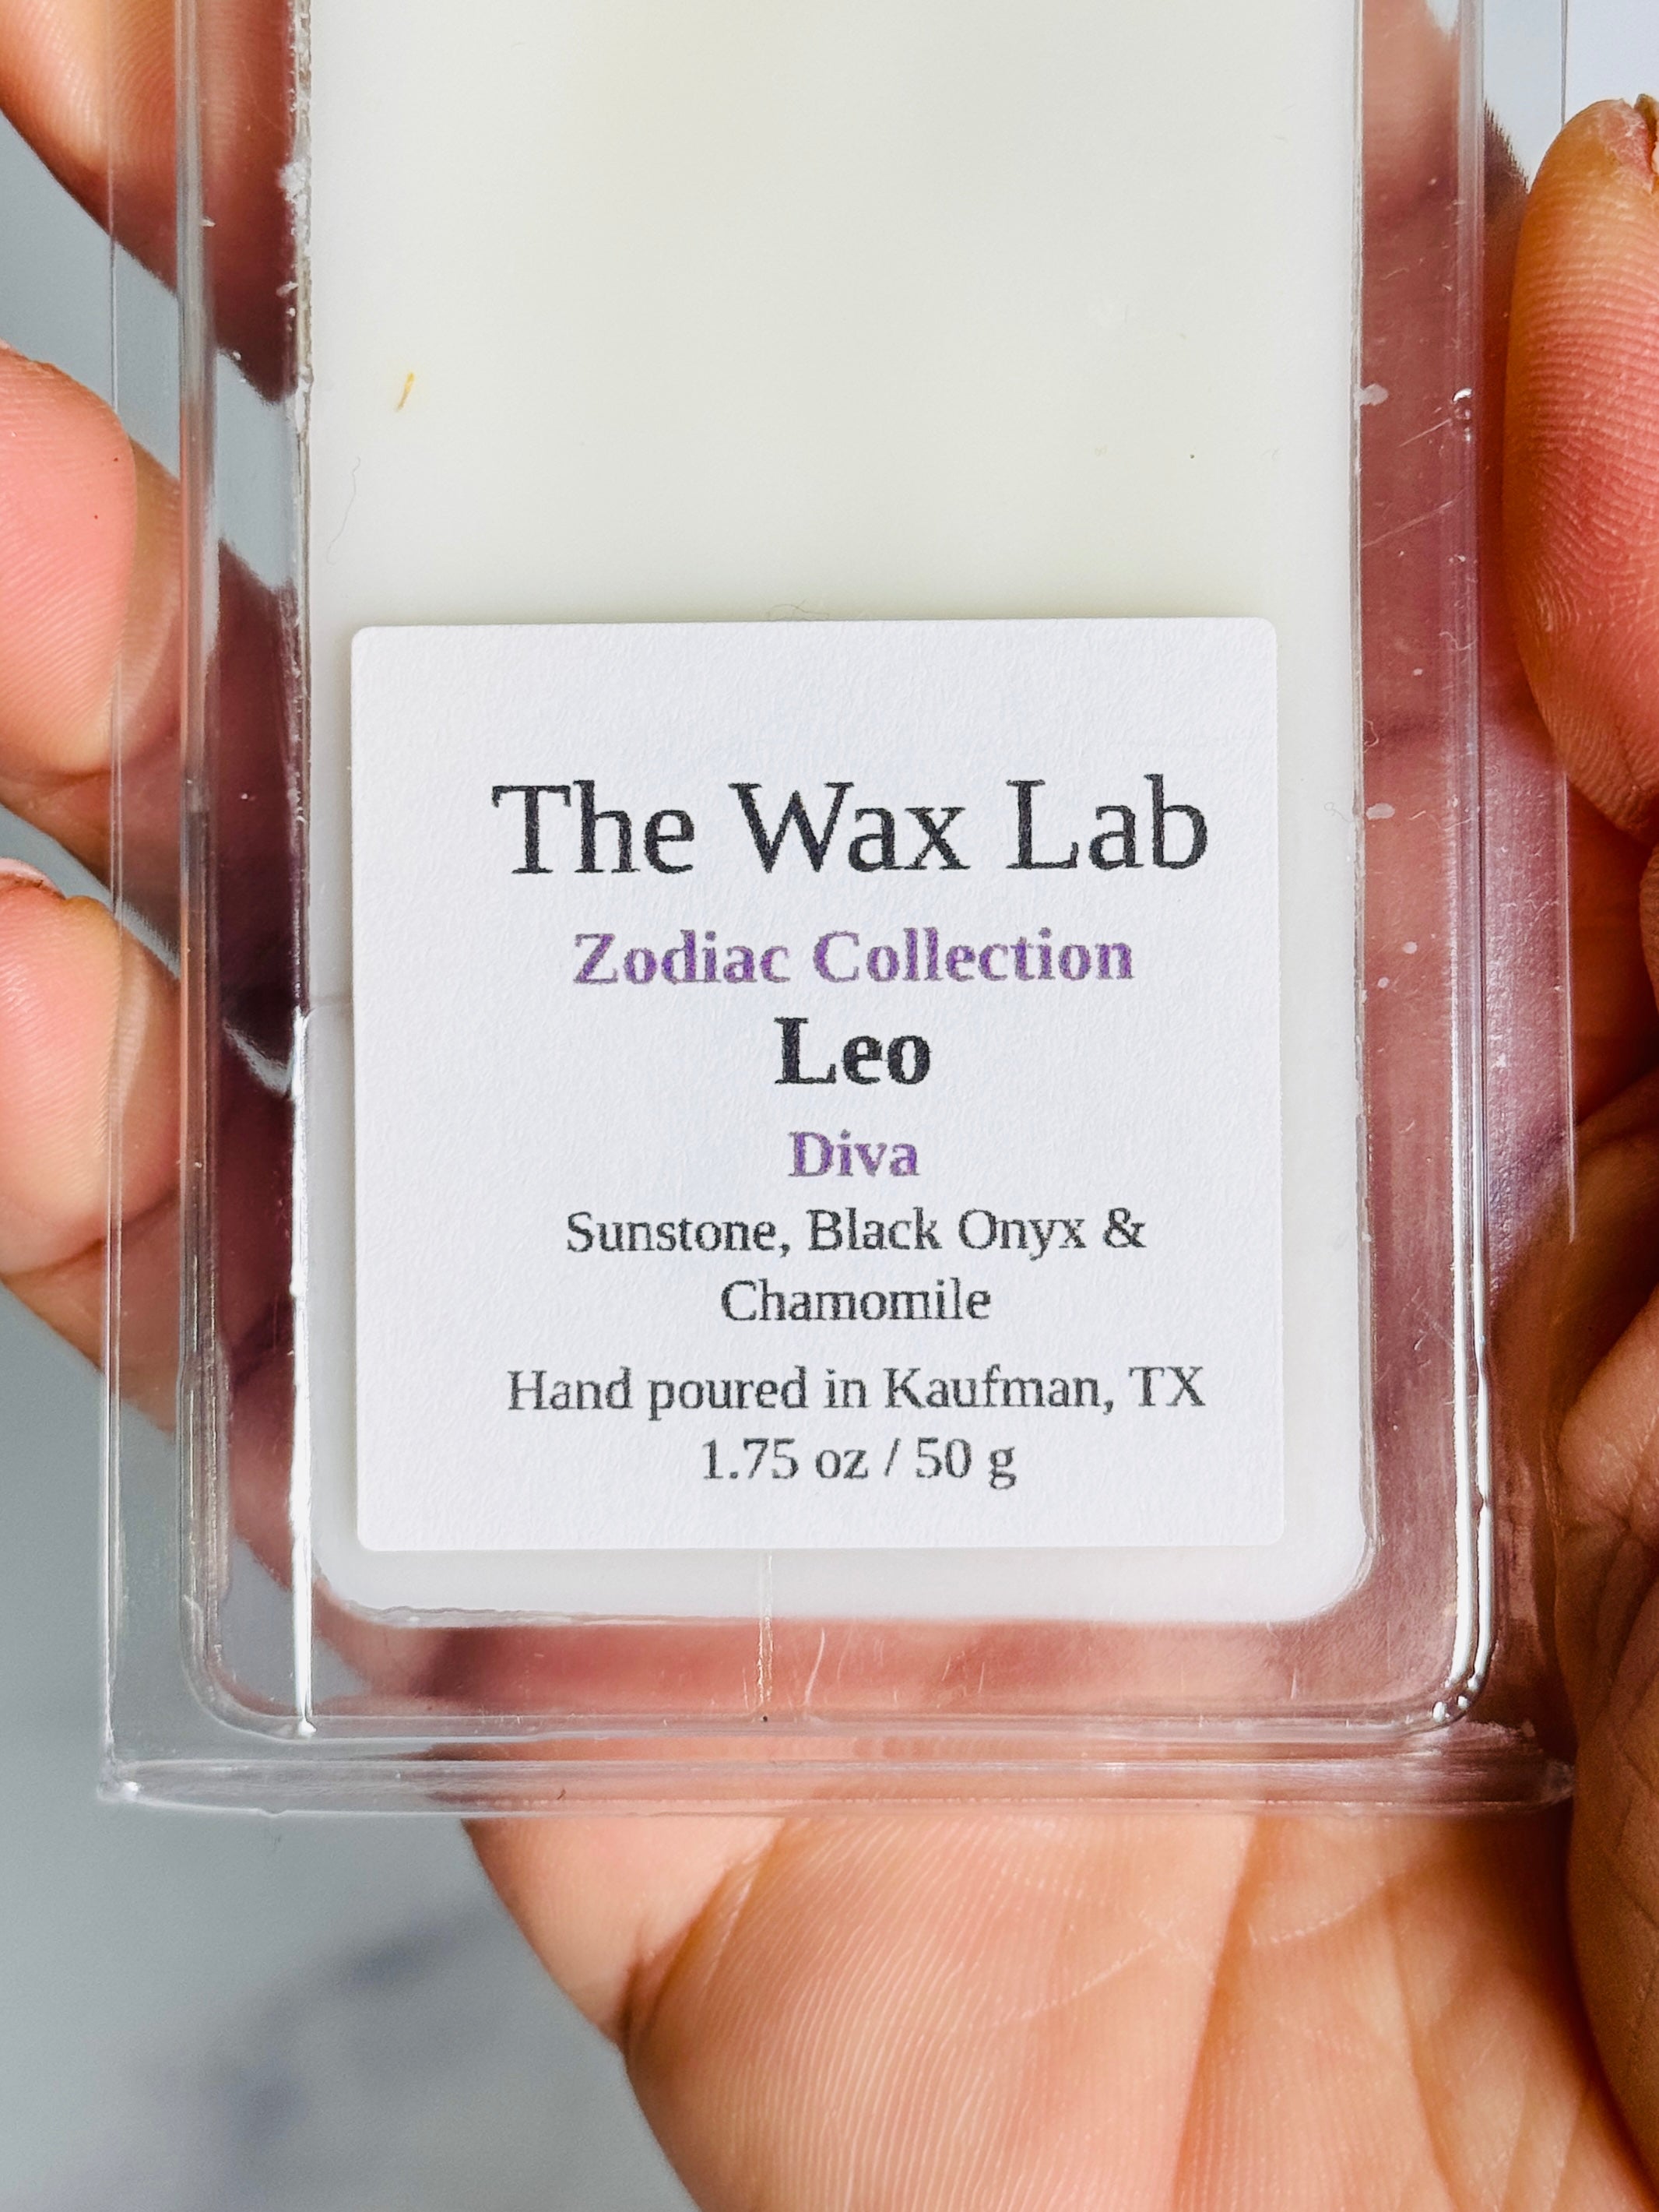 The Wax Lab
Zodiac Collection
Leo
Diva
Sunstone, Black Onyx &
Chamomile
Hand poured in Kaufman, TX
1.75 oz / 50 g